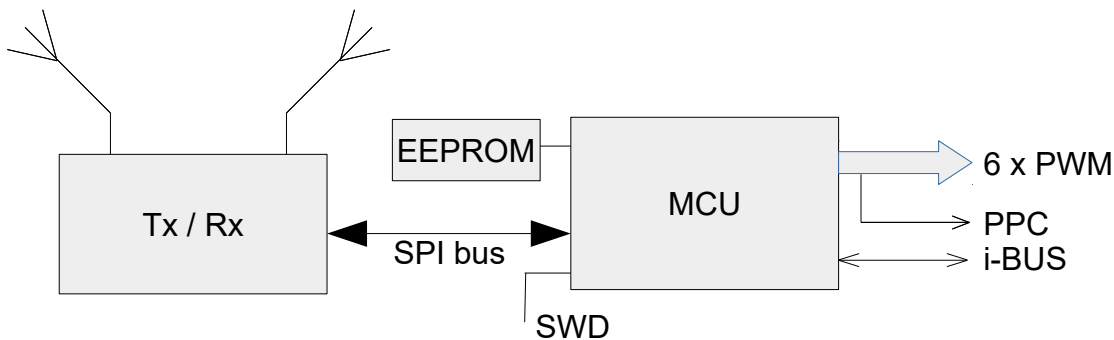 EEPROM
6 x PWM
Tx / Rx
MCU
PPC
SPI bus
i-BUS
SWD